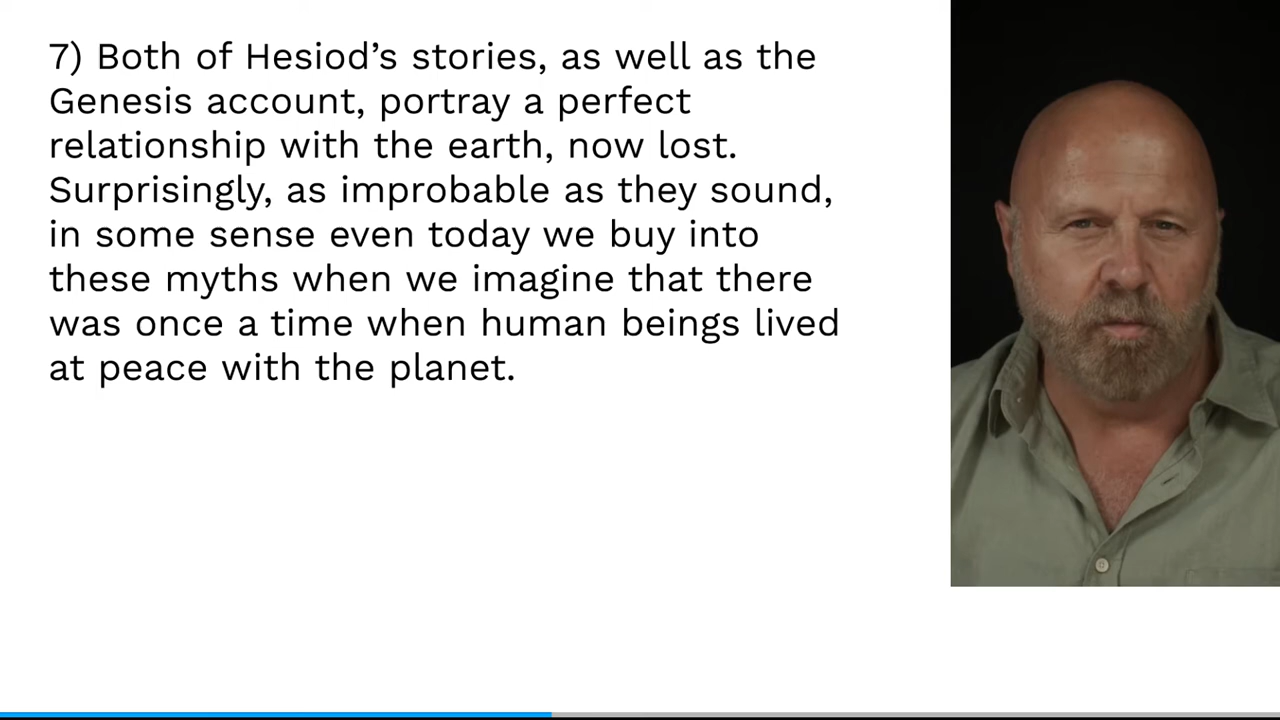 7) Both of Hesiod’s stories, as well as the
Genesis account, portray a perfect
relationship with the earth, now lost.
Surprisingly, as improbable as they sound,
in some sense even today we buy into
these myths when we imagine that there
was once a time when human beings lived
at peace with the planet.